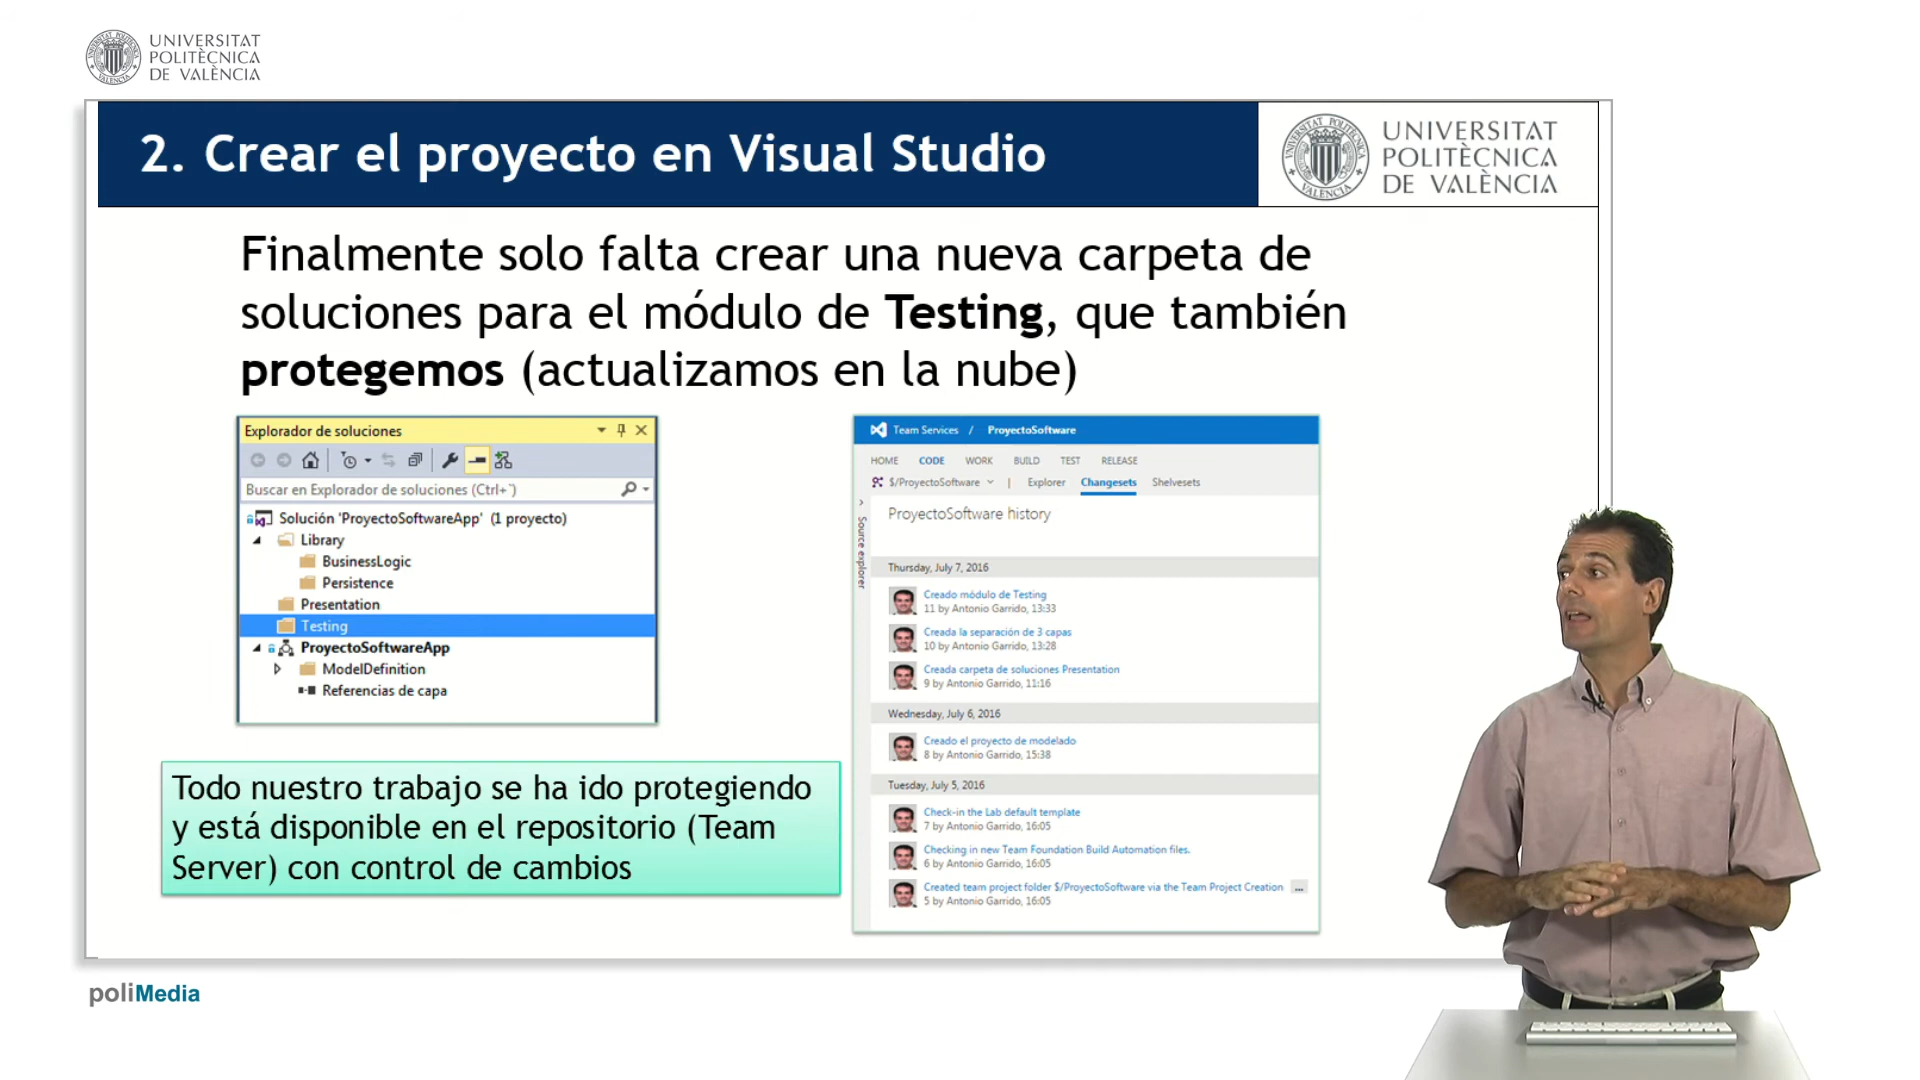 UNIVERSITAT
POLITÈCNICA
DE VALÈNCIA
2. Crear el proyecto en Visual Studio
UNIVERSITAT
POLITÈCNICA
DE VALÈNCIA
Finalmente solo falta crear una nueva carpeta de
soluciones para el módulo de Testing, que también
protegemos (actualizamos en la nube)
Explorador de soluciones
Buscar en Explorador de soluciones (Ctrl+`)
Solución 'ProyectoSoftwareApp' (1 proyecto)
Library
BusinessLogic
Persistence
Presentation
Testing
ProyectoSoftwareApp
ModelDefinition
Referencias de capa
Todo nuestro trabajo se ha ido protegiendo
y está disponible en el repositorio (Team
Server) con control de cambios
Team Services / ProyectoSoftware
HOME CODE WORK BUILD TEST RELEASE
$/ProyectoSoftware | Explorer Changesets Shelvesets
Source explorer
ProyectoSoftware history
Thursday, July 7, 2016
Creado módulo de Testing
11 by Antonio Garrido, 13:33
Creada la separación de 3 capas
10 by Antonio Garrido, 13:28
Creada carpeta de soluciones Presentation
9 by Antonio Garrido, 11:16
Wednesday, July 6, 2016
Creado el proyecto de modelado
8 by Antonio Garrido, 15:38
Tuesday, July 5, 2016
Check-in the Lab default template
7 by Antonio Garrido, 16:05
Checking in new Team Foundation Build Automation files.
6 by Antonio Garrido, 16:05
Created team project folder $/ProyectoSoftware via the Team Project Creation ...
5 by Antonio Garrido, 16:05
poliMedia